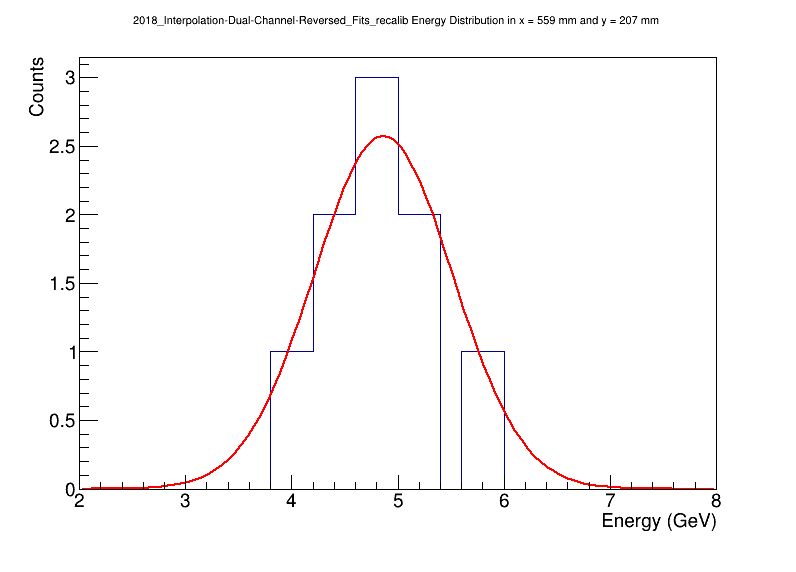 2018_Interpolation-Dual-Channel-Reversed_Fits_recalib Energy Distribution in x = 559 mm and y = 207 mm
Counts
3
2.5
2
1.5
1
0.5
0
2 3 4 5 6 7 8
Energy (GeV)